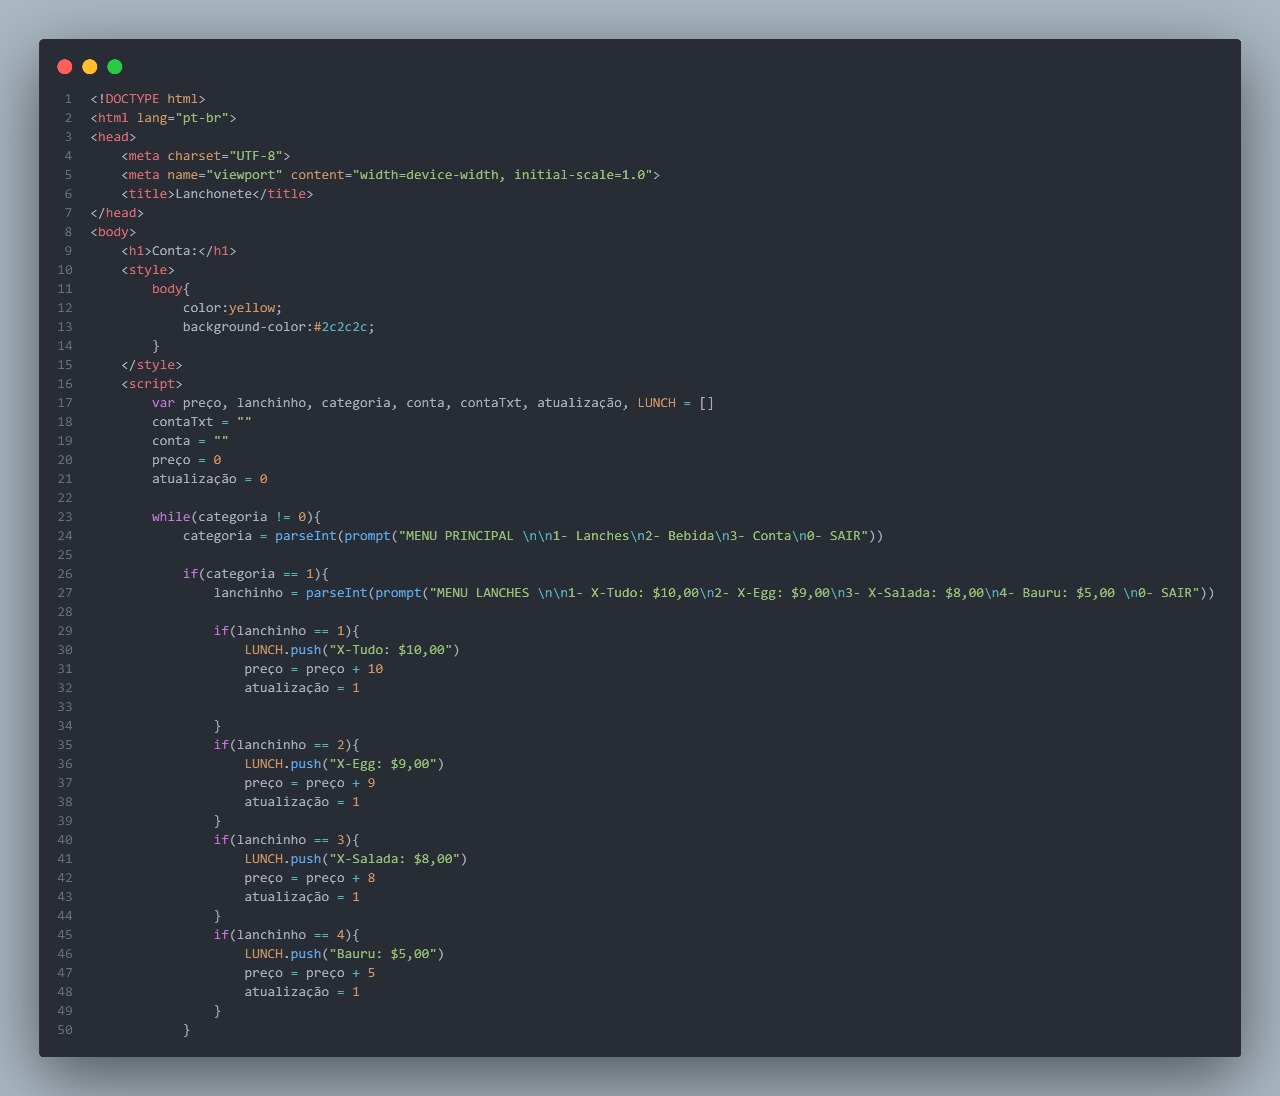 1 <!DOCTYPE html>
2 <html lang="pt-br">
3 <head>
4     <meta charset="UTF-8">
5     <meta name="viewport" content="width=device-width, initial-scale=1.0">
6     <title>Lanchonete</title>
7 </head>
8 <body>
9     <h1>Conta:</h1>
10     <style>
11         body{
12             color:yellow;
13             background-color:#2c2c2c;
14         }
15     </style>
16     <script>
17         var preço, lanchinho, categoria, conta, contaTxt, atualização, LUNCH = []
18         contaTxt = ""
19         conta = ""
20         preço = 0
21         atualização = 0
22
23         while(categoria != 0){
24             categoria = parseInt(prompt("MENU PRINCIPAL \n\n1- Lanches\n2- Bebida\n3- Conta\n0- SAIR"))
25
26             if(categoria == 1){
27                 lanchinho = parseInt(prompt("MENU LANCHES \n\n1- X-Tudo: $10,00\n2- X-Egg: $9,00\n3- X-Salada: $8,00\n4- Bauru: $5,00 \n0- SAIR"))
28
29                 if(lanchinho == 1){
30                     LUNCH.push("X-Tudo: $10,00")
31                     preço = preço + 10
32                     atualização = 1
33
34                 }
35                 if(lanchinho == 2){
36                     LUNCH.push("X-Egg: $9,00")
37                     preço = preço + 9
38                     atualização = 1
39                 }
40                 if(lanchinho == 3){
41                     LUNCH.push("X-Salada: $8,00")
42                     preço = preço + 8
43                     atualização = 1
44                 }
45                 if(lanchinho == 4){
46                     LUNCH.push("Bauru: $5,00")
47                     preço = preço + 5
48                     atualização = 1
49                 }
50             }